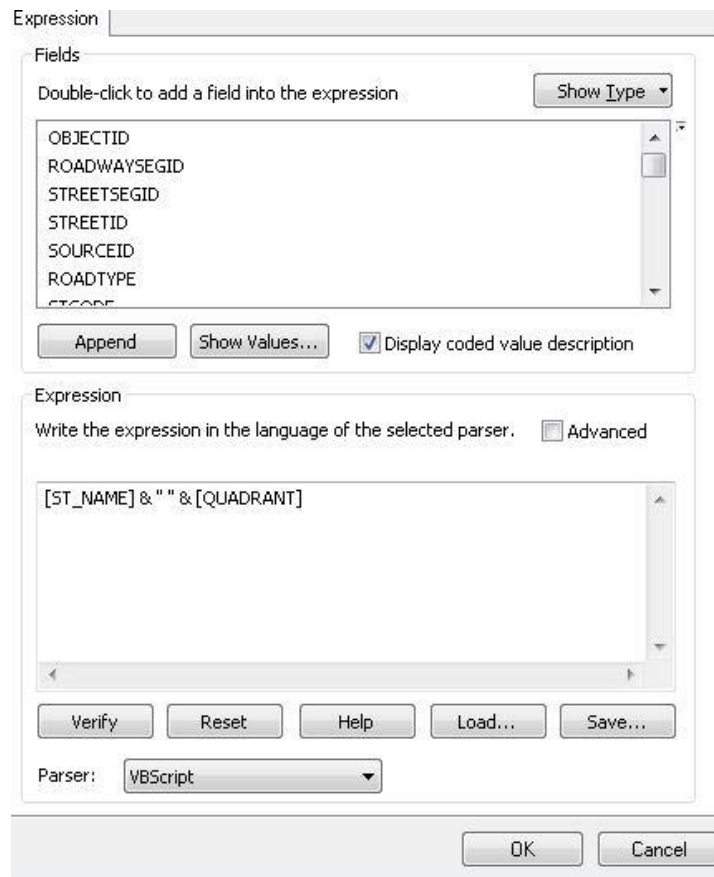 Expression
Fields
Double-click to add a field into the expression
Show Type
OBJECTID
ROADWAYSEGID
STREETSEGID
STREETID
SOURCEID
ROADTYPE
STCODE
Append Show Values... Display coded value description
Expression
Write the expression in the language of the selected parser. Advanced
[ST_NAME] & " " & [QUADRANT]
Verify Reset Help Load... Save...
Parser: VBScript
OK Cancel